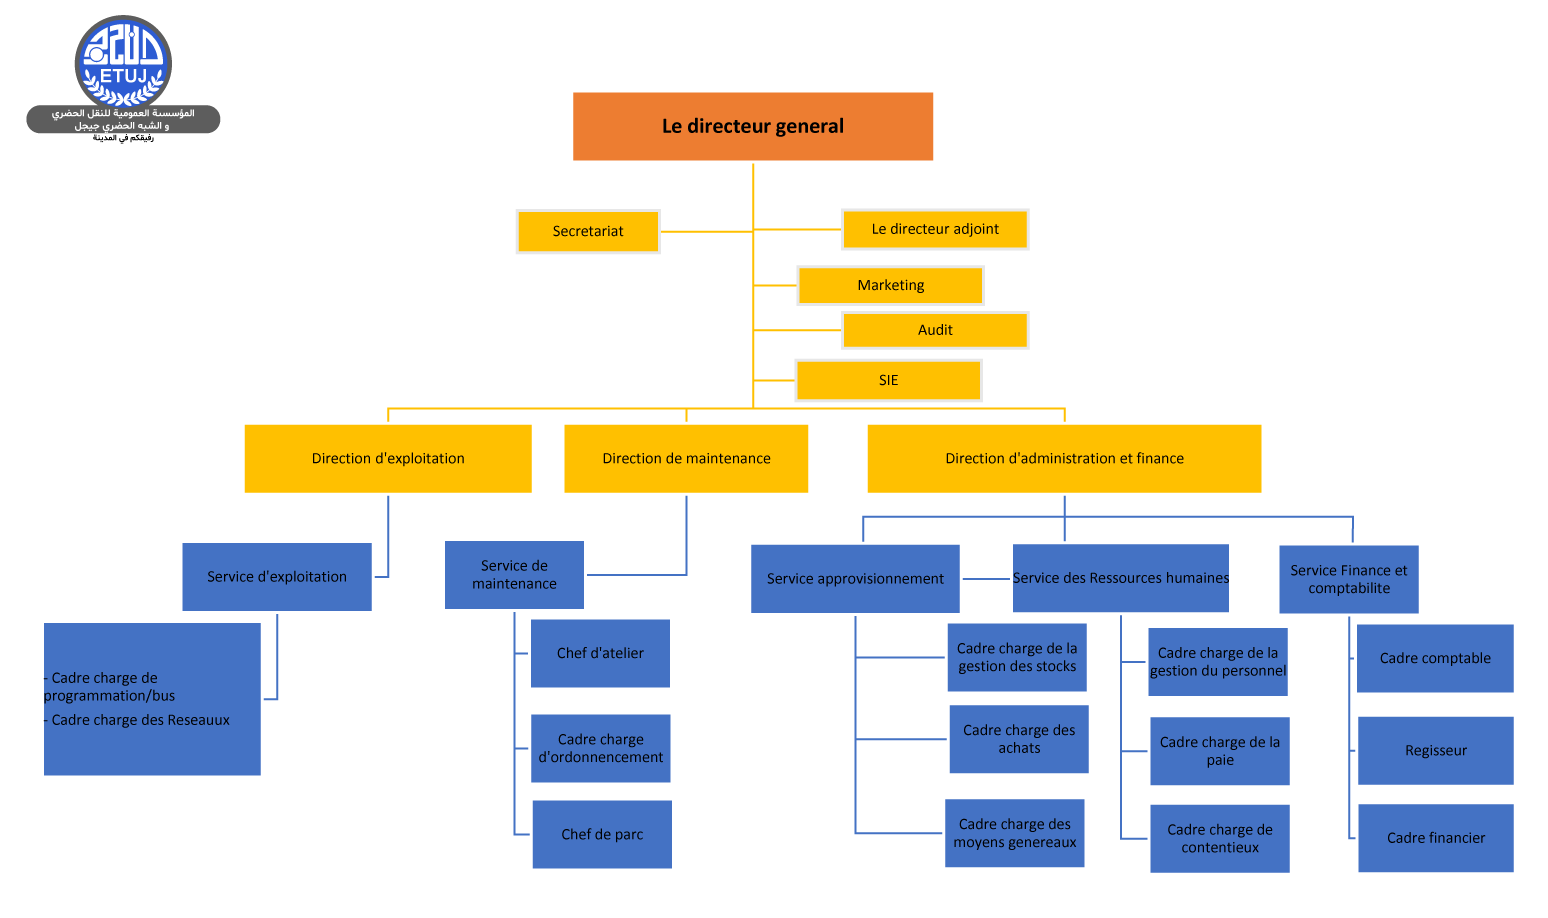 ETUJ
المؤسسة العمومية للنقل الحضري
و الشبه الحضري جيجل
رفيقكم في المدينة
Le directeur general
Secretariat
Le directeur adjoint
Marketing
Audit
SIE
Direction d'exploitation
Direction de maintenance
Direction d'administration et finance
Service d'exploitation
Service de
maintenance
Service approvisionnement
Service des Ressources humaines
Service Finance et
comptabilite
- Cadre charge de
programmation/bus
- Cadre charge des Reseaux
Chef d'atelier
Cadre charge
d'ordonnencement
Chef de parc
Cadre charge de la
gestion des stocks
Cadre charge des
achats
Cadre charge des
moyens genereaux
Cadre charge de la
gestion du personnel
Cadre charge de la
paie
Cadre charge de
contentieux
Cadre comptable
Regisseur
Cadre financier